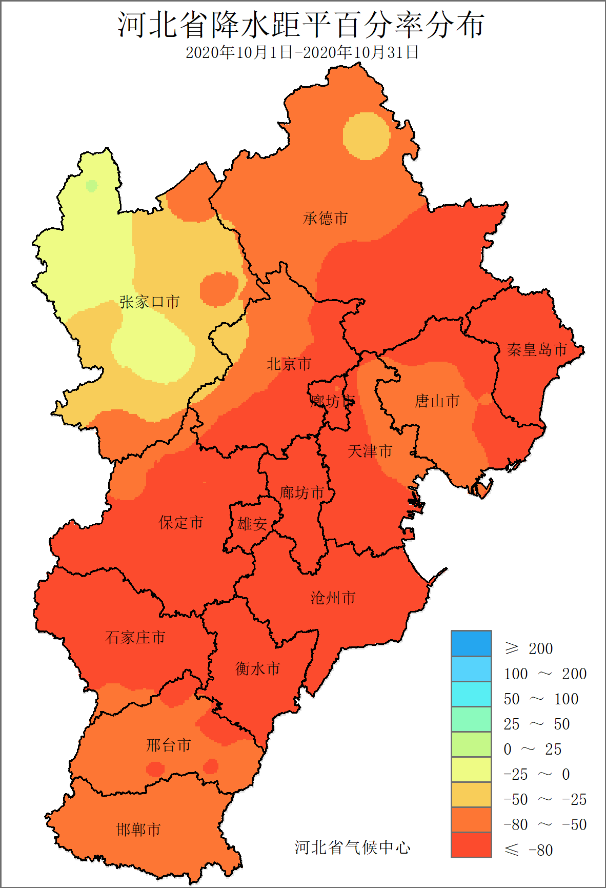 河北省降水距平百分率分布
2020年10月1日-2020年10月31日
承德市
张家口市
秦皇岛市
北京市
廊坊市
唐山市
天津市
廊坊市
保定市
雄安
沧州市
石家庄市
衡水市
邢台市
邯郸市
≥ 200
100 ～ 200
50 ～ 100
25 ～ 50
0 ～ 25
-25 ～ 0
-50 ～ -25
-80 ～ -50
≤ -80
河北省气候中心